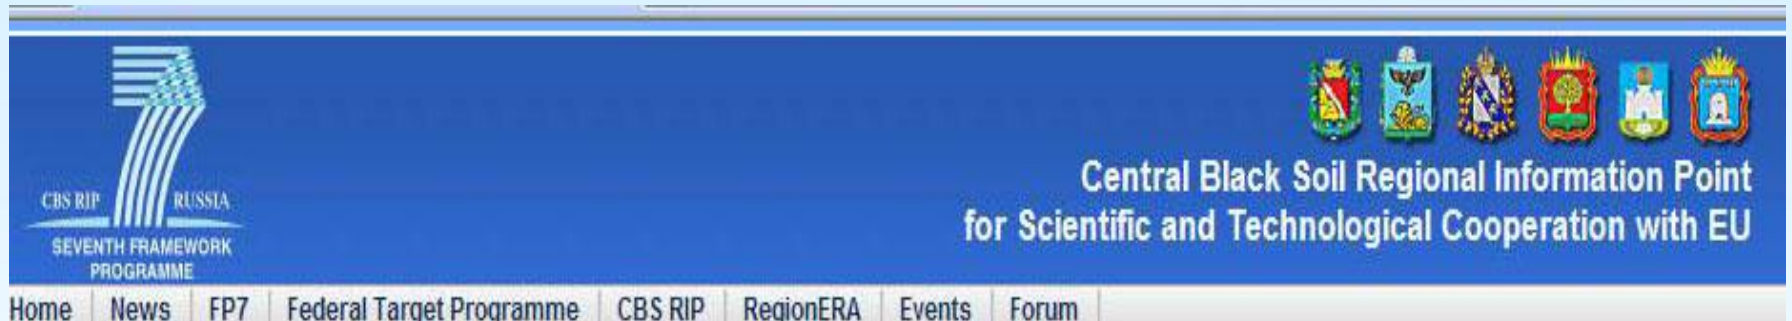 CBS RIP RUSSIA
SEVENTH FRAMEWORK
PROGRAMME
Central Black Soil Regional Information Point
for Scientific and Technological Cooperation with EU
Home News FP7 Federal Target Programme CBS RIP RegionERA Events Forum